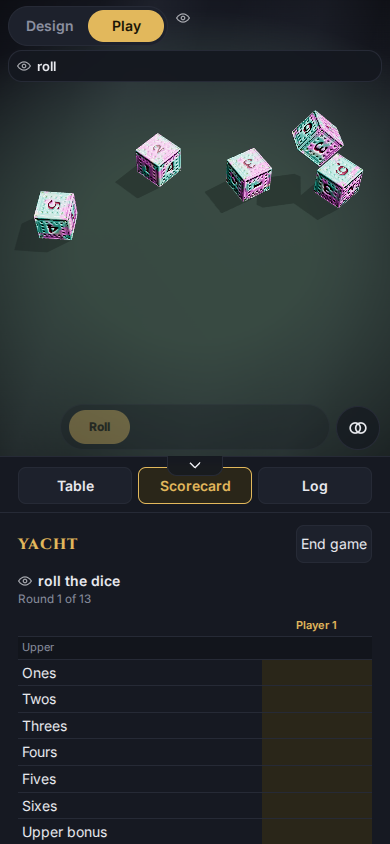 Design
Play
roll
Roll
Table
Scorecard
Log
YACHT
End game
roll the dice
Round 1 of 13
Player 1
Upper
Ones
Twos
Threes
Fours
Fives
Sixes
Upper bonus